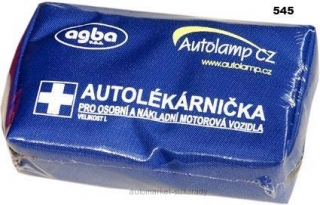 545
agba
s.r.o.
Autolamp CZ
www.autolamp.cz
AUTOLÉKÁRNIČKA
PRO OSOBNÍ A NÁKLADNÍ MOTOROVÁ VOZIDLA
VELIKOST I.